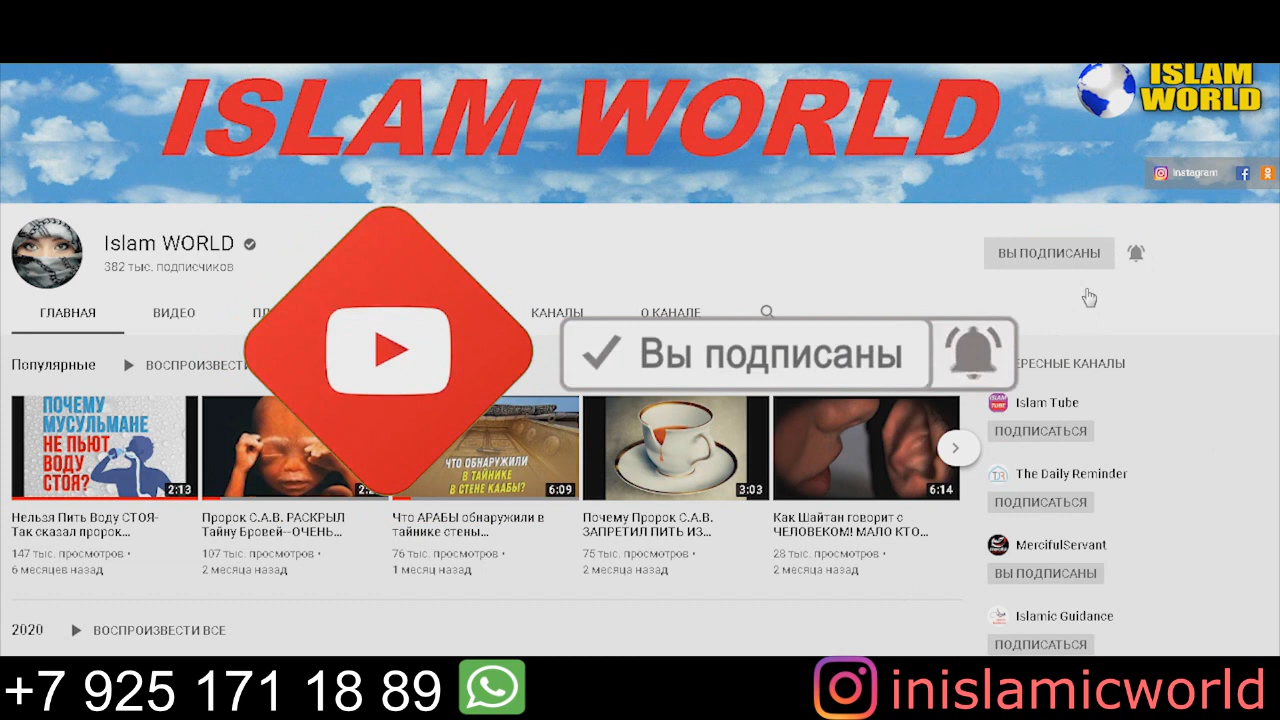 ISLAM WORLD
ISLAM
WORLD
Instagram
Islam WORLD
382 тыс. подписчиков
ВЫ ПОДПИСАНЫ
ГЛАВНАЯ
ВИДЕО
КАНАЛЫ
О КАНАЛЕ
Вы подписаны
Популярные
ИНТЕРЕСНЫЕ КАНАЛЫ
Islam Tube
ПОДПИСАТЬСЯ
The Daily Reminder
ПОДПИСАТЬСЯ
MercifulServant
ВЫ ПОДПИСАНЫ
Islamic Guidance
ПОДПИСАТЬСЯ
ПОЧЕМУ
МУСУЛЬМАНЕ
НЕ ПЬЮТ
ВОДУ
СТОЯ?
2:13
Нельзя Пить Воду СТОЯ-
Так сказал пророк...
147 тыс. просмотров •
6 месяцев назад
Пророк С.А.В. РАСКРЫЛ
Тайну Бровей--ОЧЕНЬ...
107 тыс. просмотров •
2 месяца назад
ЧТО ОБНАРУЖИЛИ
В ТАЙНИКЕ
В СТЕНЕ КААБЫ?
6:09
Что АРАБЫ обнаружили в
тайнике стены...
76 тыс. просмотров •
1 месяц назад
3:03
Почему Пророк С.А.В.
ЗАПРЕТИЛ ПИТЬ ИЗ...
75 тыс. просмотров •
2 месяца назад
6:14
Как Шайтан говорит с
ЧЕЛОВЕКОМ! МАЛО КТО...
28 тыс. просмотров •
2 месяца назад
2020
ВОСПРОИЗВЕСТИ ВСЕ
+7 925 171 18 89
inislamicworld